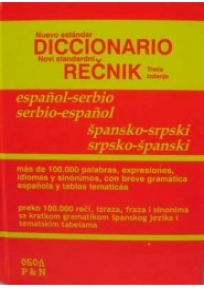 Nuevo estándar
DICCIONARIO
Novi standardni
REČNIK
Treće
izdanje
español-serbio
serbio-español
špansko-srpski
srpsko-španski
más de 100.000 palabras, expresiones,
idiomas y sinónimos, con breve gramática
española y tablas tematicás
preko 100.000 reči, izraza, fraza i sinonima
sa kratkom gramatikom španskog jezika i
tematskim tabelama
P & N